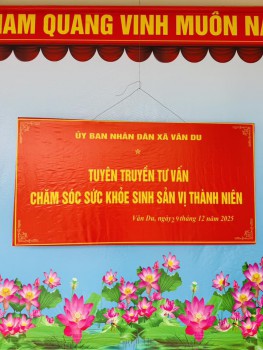 NAM QUANG VINH MUÔN NĂ
ỦY BAN NHÂN DÂN XÃ VÂN DU
TUYÊN TRUYỀN TƯ VẤN
CHĂM SÓC SỨC KHỎE SINH SẢN VỊ THÀNH NIÊN
Vân Du, ngày 9 tháng 12 năm 2025